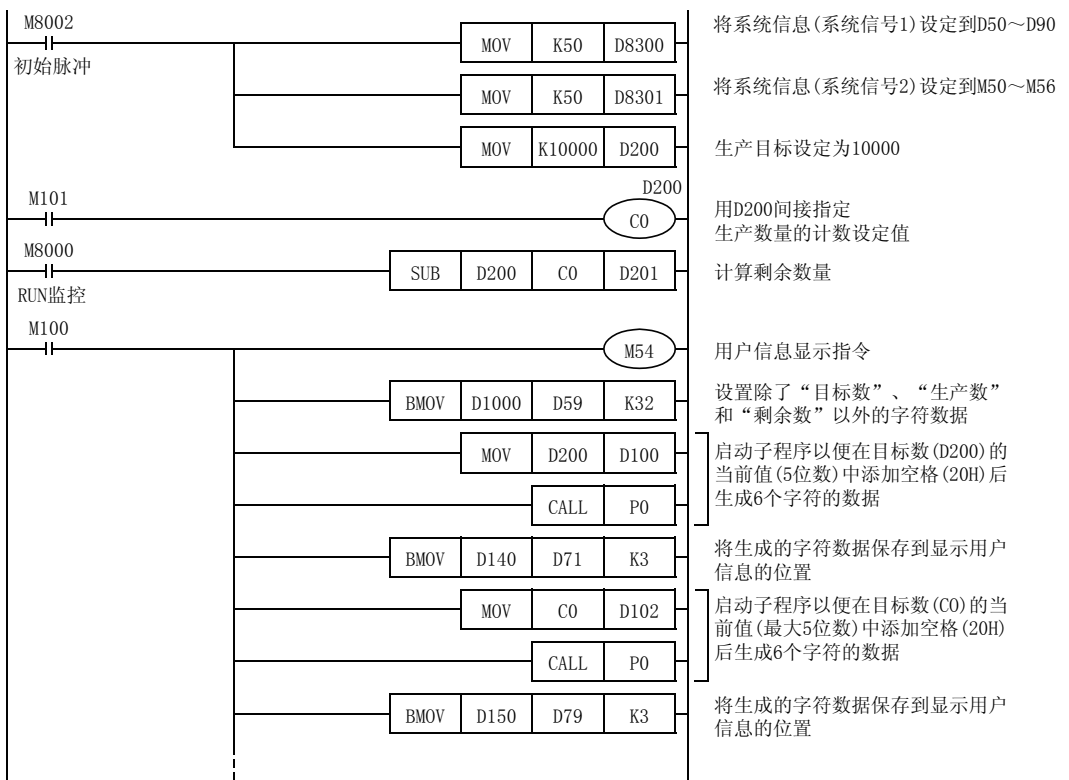 M8002
初始脉冲
MOV K50 D8300
将系统信息(系统信号1)设定到D50～D90
MOV K50 D8301
将系统信息(系统信号2)设定到M50～M56
MOV K10000 D200
生产目标设定为10000
M101
D200
C0
用D200间接指定
生产数量的计数设定值
M8000
RUN监控
SUB D200 C0 D201
计算剩余数量
M100
M54
用户信息显示指令
BMOV D1000 D59 K32
设置除了“目标数”、“生产数”
和“剩余数”以外的字符数据
MOV D200 D100
CALL P0
启动子程序以便在目标数(D200)的
当前值(5位数)中添加空格(20H)后
生成6个字符的数据
BMOV D140 D71 K3
将生成的字符数据保存到显示用户
信息的位置
MOV C0 D102
CALL P0
启动子程序以便在目标数(C0)的当
前值(最大5位数)中添加空格(20H)
后生成6个字符的数据
BMOV D150 D79 K3
将生成的字符数据保存到显示用户
信息的位置